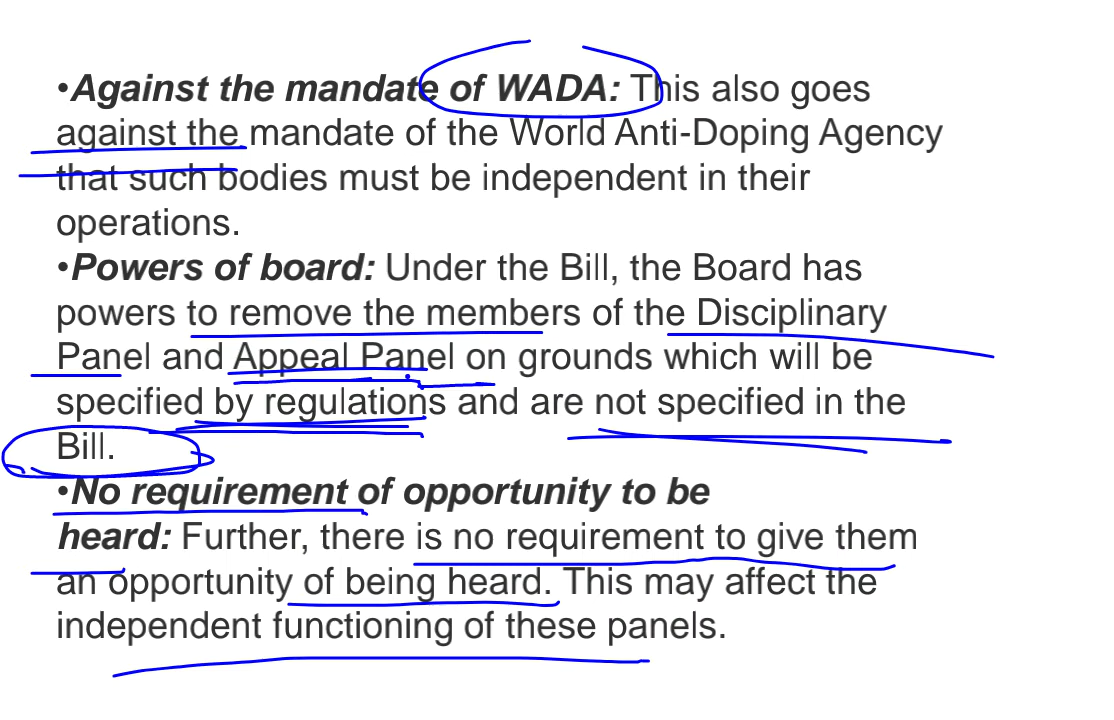 •Against the mandate of WADA: This also goes
against the mandate of the World Anti-Doping Agency
that such bodies must be independent in their
operations.
•Powers of board: Under the Bill, the Board has
powers to remove the members of the Disciplinary
Panel and Appeal Panel on grounds which will be
specified by regulations and are not specified in the
Bill.
•No requirement of opportunity to be
heard: Further, there is no requirement to give them
an opportunity of being heard. This may affect the
independent functioning of these panels.